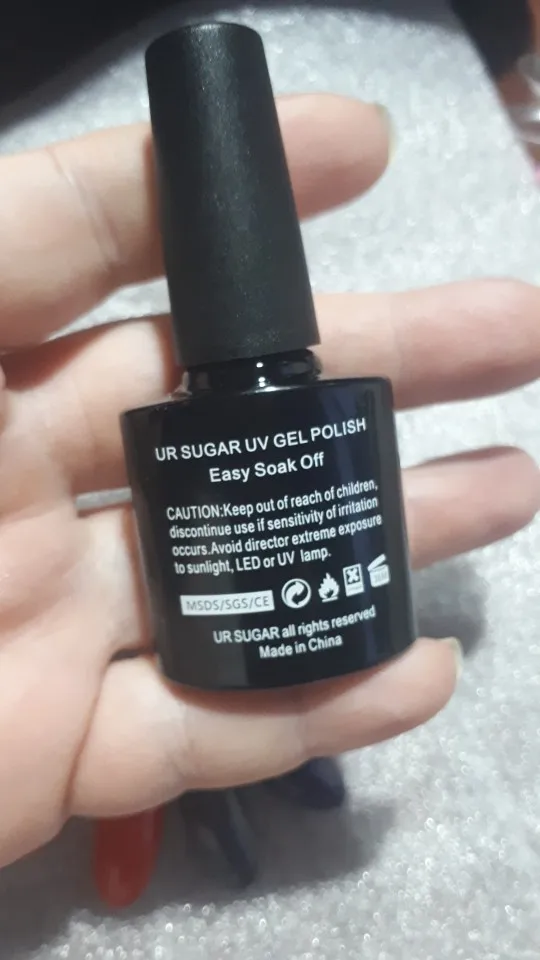 UR SUGAR UV GEL POLISH
Easy Soak Off
CAUTION:Keep out of reach of children,
discontinue use if sensitivity of irritation
occurs.Avoid director extreme exposure
to sunlight, LED or UV lamp.
MSDS/SGS/CE
UR SUGAR all rights reserved
Made in China